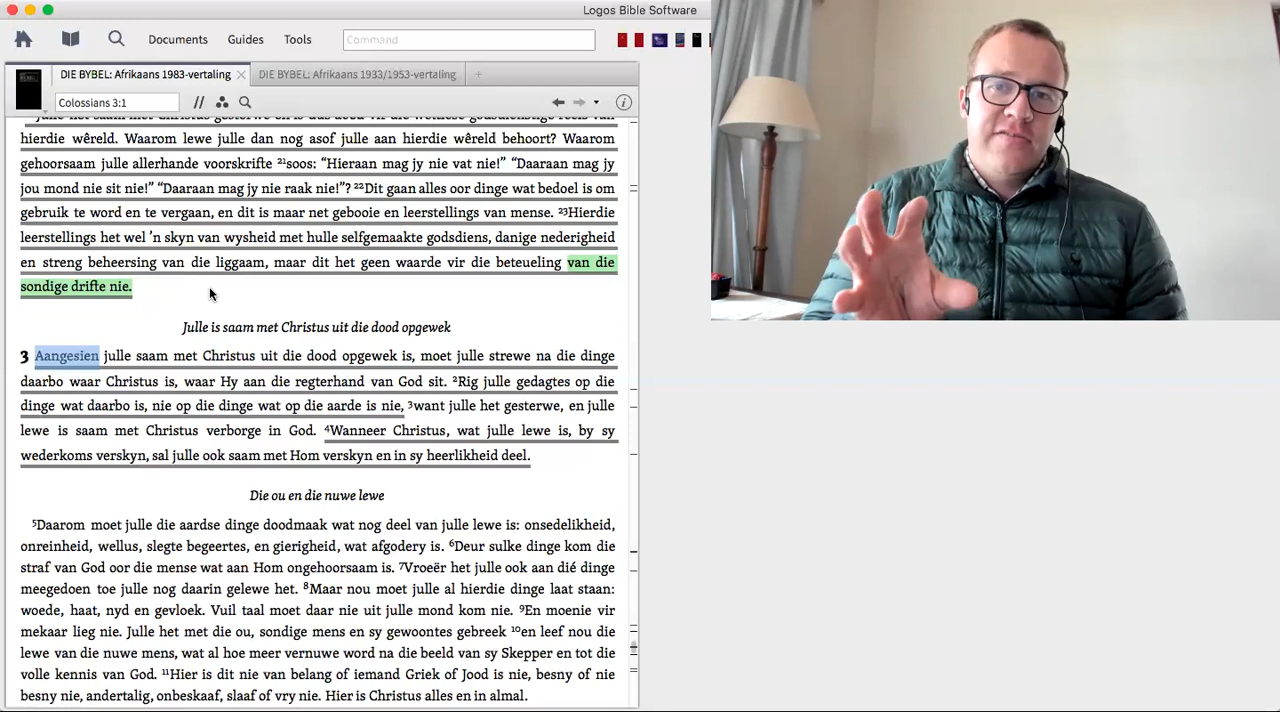 Logos Bible Software
Documents Guides Tools Command
DIE BYBEL: Afrikaans 1983-vertaling DIE BYBEL: Afrikaans 1933/1953-vertaling
Colossians 3:1
hierdie wêreld. Waarom lewe julle dan nog asof julle aan hierdie wêreld behoort? Waarom
gehoorsaam julle allerhande voorskrifte ²¹soos: “Hieraan mag jy nie vat nie!” “Daaraan mag jy
jou mond nie sit nie!” “Daaraan mag jy nie raak nie!”? ²²Dit gaan alles oor dinge wat bedoel is om
gebruik te word en te vergaan, en dit is maar net gebooie en leerstellings van mense. ²³Hierdie
leerstellings het wel ’n skyn van wysheid met hulle selfgemaakte godsdiens, danige nederigheid
en streng beheersing van die liggaam, maar dit het geen waarde vir die beteueling van die
sondige drifte nie.
Julle is saam met Christus uit die dood opgewek
3 Aangesien julle saam met Christus uit die dood opgewek is, moet julle strewe na die dinge
daarbo waar Christus is, waar Hy aan die regterhand van God sit. ²Rig julle gedagtes op die
dinge wat daarbo is, nie op die dinge wat op die aarde is nie, ³want julle het gesterwe, en julle
lewe is saam met Christus verborge in God. ⁴Wanneer Christus, wat julle lewe is, by sy
wederkoms verskyn, sal julle ook saam met Hom verskyn en in sy heerlikheid deel.
Die ou en die nuwe lewe
⁵Daarom moet julle die aardse dinge doodmaak wat nog deel van julle lewe is: onsedelikheid,
onreinheid, wellus, slegte begeertes, en gierigheid, wat afgodery is. ⁶Deur sulke dinge kom die
straf van God oor die mense wat aan Hom ongehoorsaam is. ⁷Vroeër het julle ook aan dié dinge
meegedoen toe julle nog daarin gelewe het. ⁸Maar nou moet julle al hierdie dinge laat staan:
woede, haat, nyd en gevloek. Vuil taal moet daar nie uit julle mond kom nie. ⁹En moenie vir
mekaar lieg nie. Julle het met die ou, sondige mens en sy gewoontes gebreek ¹⁰en leef nou die
lewe van die nuwe mens, wat al hoe meer vernuwe word na die beeld van sy Skepper en tot die
volle kennis van God. ¹¹Hier is dit nie van belang of iemand Griek of Jood is nie, besny of nie
besny nie, andertalig, onbeskaaf, slaaf of vry nie. Hier is Christus alles en in almal.